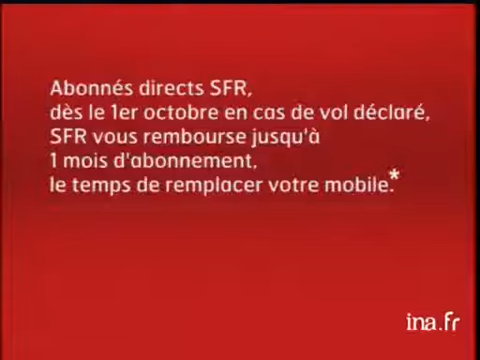 Abonnés directs SFR,
dès le 1er octobre en cas de vol déclaré,
SFR vous rembourse jusqu'à
1 mois d'abonnement,
le temps de remplacer votre mobile.*
ina.fr